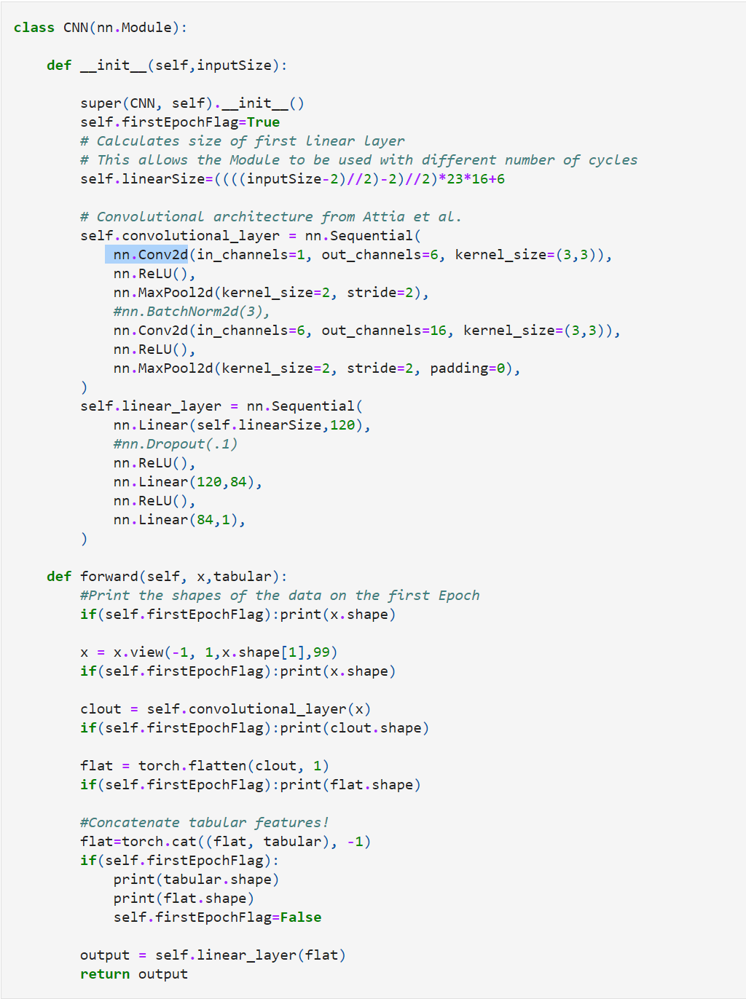 class CNN(nn.Module):
def __init__(self,inputSize):
super(CNN, self).__init__()
self.firstEpochFlag=True
# Calculates size of first linear layer
# This allows the Module to be used with different number of cycles
self.linearSize=((((inputSize-2)//2)-2)//2)*23*16+6
# Convolutional architecture from Attia et al.
self.convolutional_layer = nn.Sequential(
nn.Conv2d(in_channels=1, out_channels=6, kernel_size=(3,3)),
nn.ReLU(),
nn.MaxPool2d(kernel_size=2, stride=2),
#nn.BatchNorm2d(3),
nn.Conv2d(in_channels=6, out_channels=16, kernel_size=(3,3)),
nn.ReLU(),
nn.MaxPool2d(kernel_size=2, stride=2, padding=0),
)
self.linear_layer = nn.Sequential(
nn.Linear(self.linearSize,120),
#nn.Dropout(.1)
nn.ReLU(),
nn.Linear(120,84),
nn.ReLU(),
nn.Linear(84,1),
)
def forward(self, x,tabular):
#Print the shapes of the data on the first Epoch
if(self.firstEpochFlag):print(x.shape)
x = x.view(-1, 1,x.shape[1],99)
if(self.firstEpochFlag):print(x.shape)
clout = self.convolutional_layer(x)
if(self.firstEpochFlag):print(clout.shape)
flat = torch.flatten(clout, 1)
if(self.firstEpochFlag):print(flat.shape)
#Concatenate tabular features!
flat=torch.cat((flat, tabular), -1)
if(self.firstEpochFlag):
print(tabular.shape)
print(flat.shape)
self.firstEpochFlag=False
output = self.linear_layer(flat)
return output